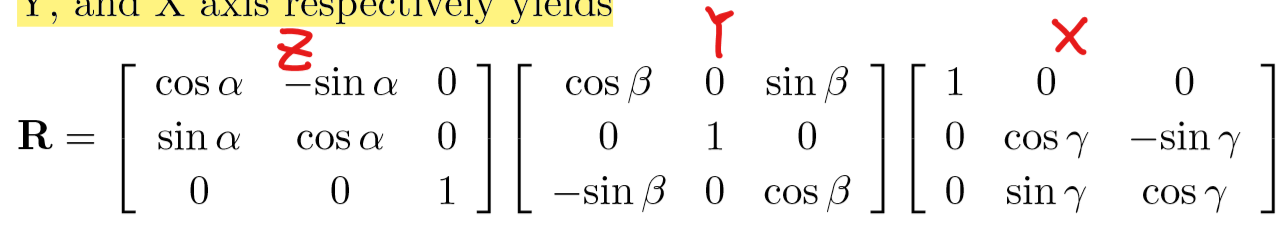 Y, and X axis respectively yields
Z Y X
R = [ cos α −sin α 0 ] [ cos β 0 sin β ] [ 1 0 0 ]
[ sin α cos α 0 ] [ 0 1 0 ] [ 0 cos γ −sin γ ]
[ 0 0 1 ] [ −sin β 0 cos β ] [ 0 sin γ cos γ ]